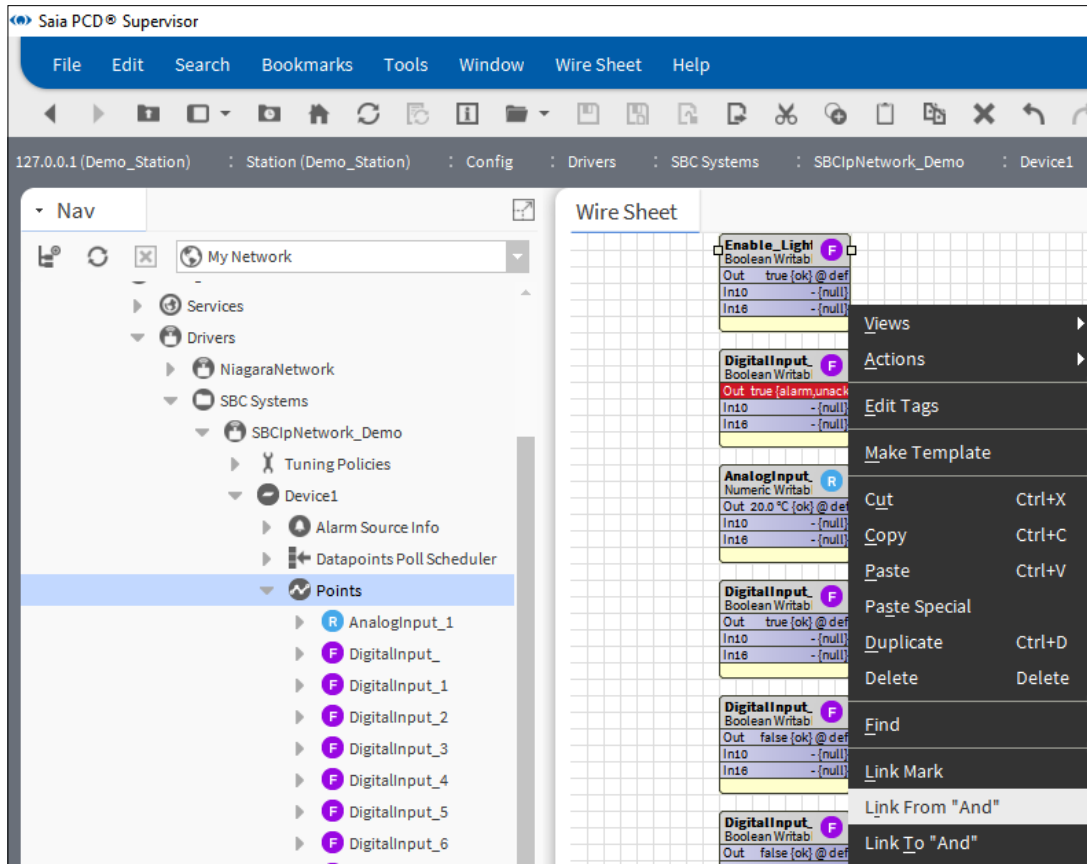 Saia PCD® Supervisor
File Edit Search Bookmarks Tools Window Wire Sheet Help
127.0.0.1 (Demo_Station) : Station (Demo_Station) : Config : Drivers : SBC Systems : SBCIpNetwork_Demo : Device1
Nav
My Network
Services
Drivers
NiagaraNetwork
SBC Systems
SBCIpNetwork_Demo
Tuning Policies
Device1
Alarm Source Info
Datapoints Poll Scheduler
Points
R AnalogInput_1
F DigitalInput_
F DigitalInput_1
F DigitalInput_2
F DigitalInput_3
F DigitalInput_4
F DigitalInput_5
F DigitalInput_6
Wire Sheet
Enable_Light F
Boolean Writab
Out true {ok} @ def
In10 - {null}
In16 - {null}
DigitalInput_ F
Boolean Writab
Out true {alarm,unack
In10 - {null}
In16 - {null}
AnalogInput_ R
Numeric Writab
Out 20.0 °C {ok} @ def
In10 - {null}
In16 - {null}
DigitalInput_ F
Boolean Writab
Out true {ok} @ def
In10 - {null}
In16 - {null}
DigitalInput_ F
Boolean Writab
Out false {ok} @ def
In10 - {null}
In16 - {null}
DigitalInput_ F
Boolean Writab
Out false {ok} @ def
Views
Actions
Edit Tags
Make Template
Cut Ctrl+X
Copy Ctrl+C
Paste Ctrl+V
Paste Special
Duplicate Ctrl+D
Delete Delete
Find
Link Mark
Link From "And"
Link To "And"